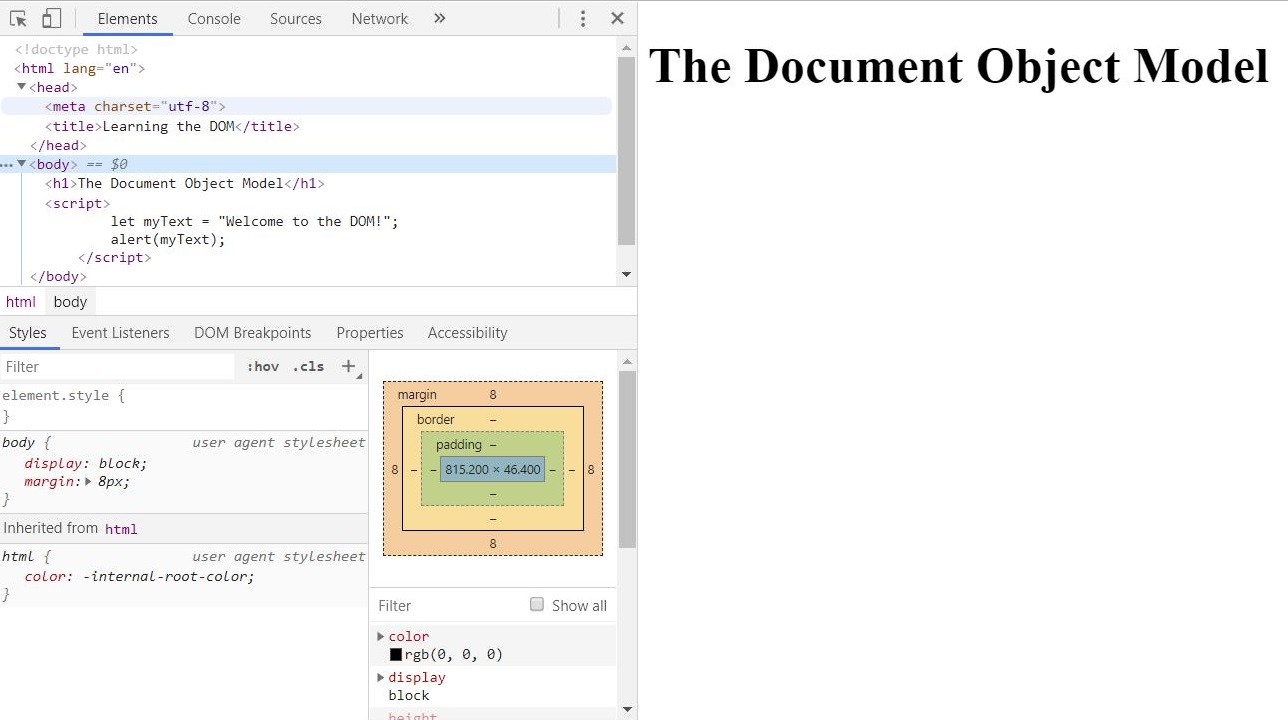 Elements Console Sources Network »
<!doctype html>
<html lang="en">
<head>
<meta charset="utf-8">
<title>Learning the DOM</title>
</head>
... <body> == $0
<h1>The Document Object Model</h1>
<script>
let myText = "Welcome to the DOM!";
alert(myText);
</script>
</body>
html body
Styles Event Listeners DOM Breakpoints Properties Accessibility
Filter :hov .cls +
element.style {
}
body { user agent stylesheet
display: block;
margin: 8px;
}
Inherited from html
html { user agent stylesheet
color: -internal-root-color;
}
margin 8
border –
padding –
8 – – 815.200 × 46.400 – – 8
–
–
8
Filter Show all
color
rgb(0, 0, 0)
display
block
height
The Document Object Model